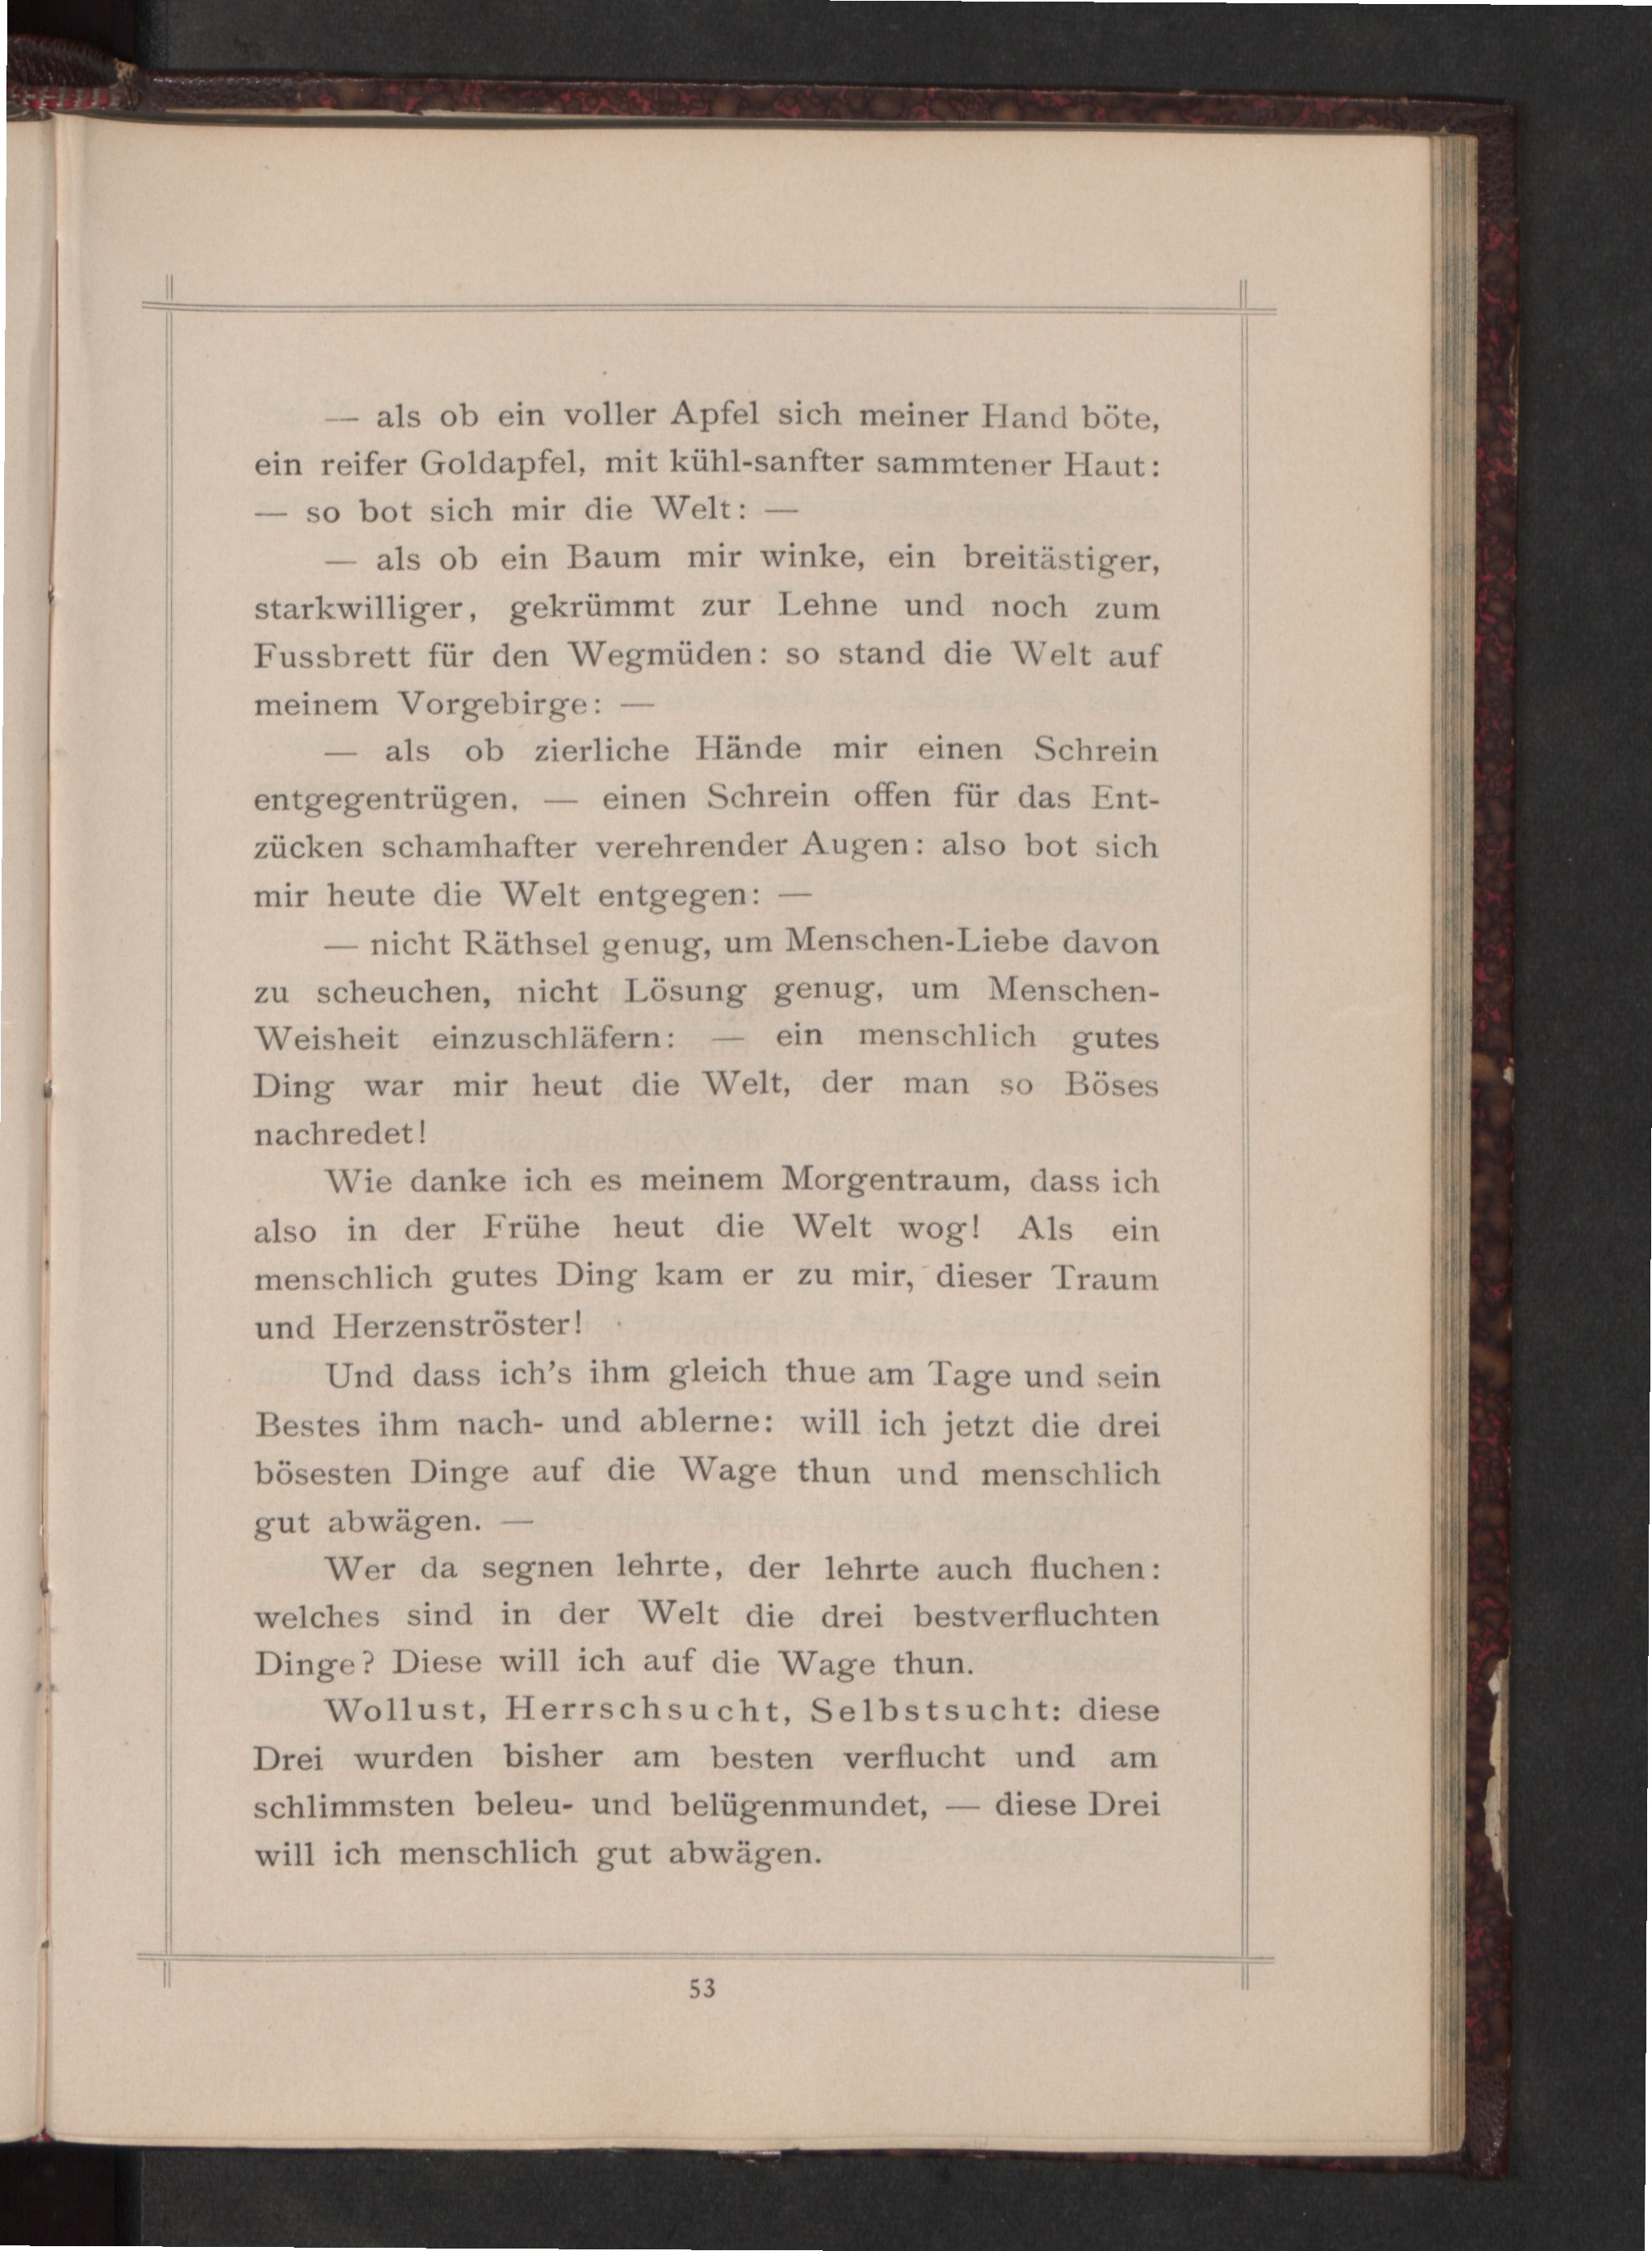 — als ob ein voller Apfel sich meiner Hand böte,
ein reifer Goldapfel, mit kühl-sanfter sammtener Haut:
— so bot sich mir die Welt: —
— als ob ein Baum mir winke, ein breitästiger,
starkwilliger, gekrümmt zur Lehne und noch zum
Fussbrett für den Wegmüden: so stand die Welt auf
meinem Vorgebirge: —
— als ob zierliche Hände mir einen Schrein
entgegentrügen, — einen Schrein offen für das Ent-
zücken schamhafter verehrender Augen: also bot sich
mir heute die Welt entgegen: —
— nicht Räthsel genug, um Menschen-Liebe davon
zu scheuchen, nicht Lösung genug, um Menschen-
Weisheit einzuschläfern: — ein menschlich gutes
Ding war mir heut die Welt, der man so Böses
nachredet!
Wie danke ich es meinem Morgentraum, dass ich
also in der Frühe heut die Welt wog! Als ein
menschlich gutes Ding kam er zu mir, dieser Traum
und Herzenströster!
Und dass ich's ihm gleich thue am Tage und sein
Bestes ihm nach- und ablerne: will ich jetzt die drei
bösesten Dinge auf die Wage thun und menschlich
gut abwägen. —
Wer da segnen lehrte, der lehrte auch fluchen:
welches sind in der Welt die drei bestverfluchten
Dinge? Diese will ich auf die Wage thun.
Wollust, Herrschsucht, Selbstsucht: diese
Drei wurden bisher am besten verflucht und am
schlimmsten beleu- und belügenmundet, — diese Drei
will ich menschlich gut abwägen.
53